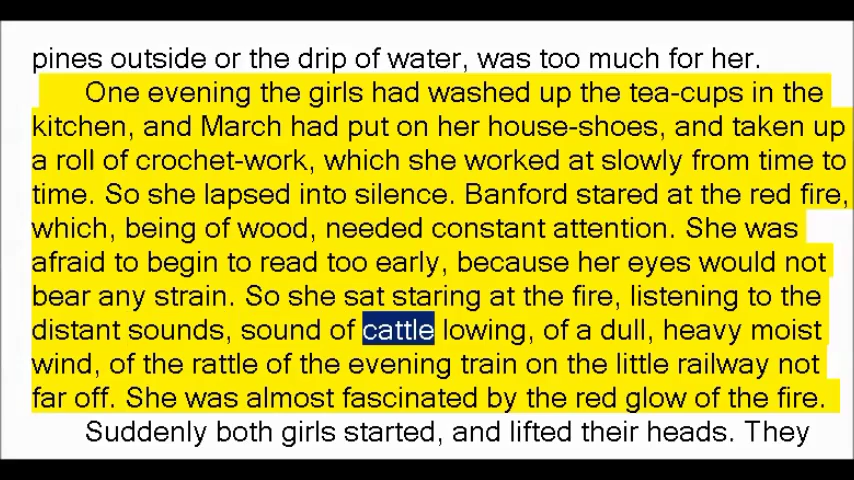 pines outside or the drip of water, was too much for her.
One evening the girls had washed up the tea-cups in the
kitchen, and March had put on her house-shoes, and taken up
a roll of crochet-work, which she worked at slowly from time to
time. So she lapsed into silence. Banford stared at the red fire,
which, being of wood, needed constant attention. She was
afraid to begin to read too early, because her eyes would not
bear any strain. So she sat staring at the fire, listening to the
distant sounds, sound of cattle lowing, of a dull, heavy moist
wind, of the rattle of the evening train on the little railway not
far off. She was almost fascinated by the red glow of the fire.
Suddenly both girls started, and lifted their heads. They